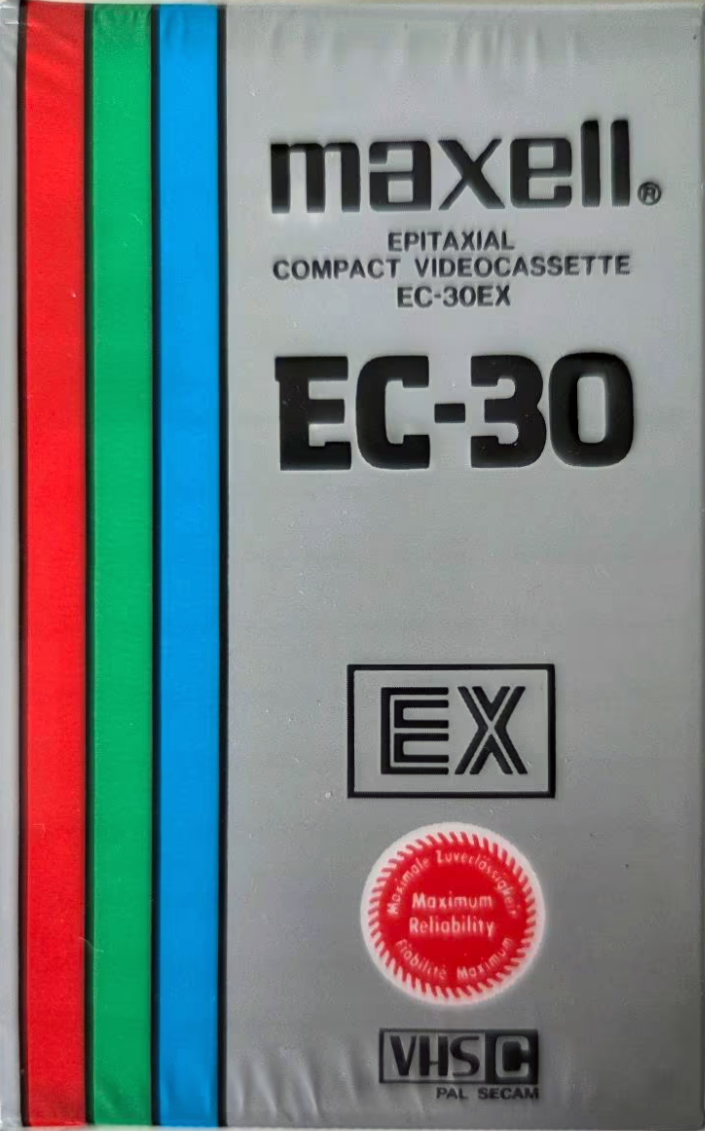 maxell®
EPITAXIAL
COMPACT VIDEOCASSETTE
EC-30EX
EC-30
EX
Maximale Zuverlässigkeit
Maximum
Reliability
Fiabilité Maximum
VHS C
PAL SECAM